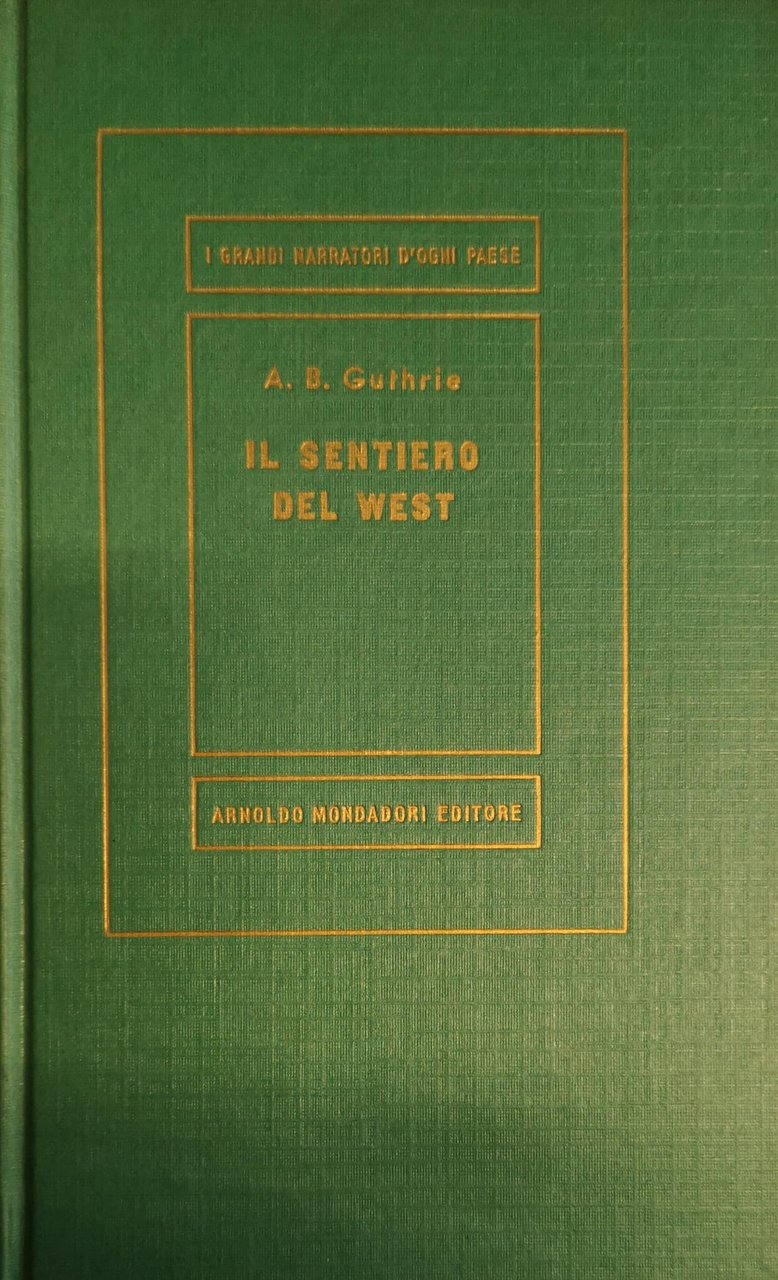 I GRANDI NARRATORI D'OGNI PAESE
A. B. Guthrie
IL SENTIERO
DEL WEST
ARNOLDO MONDADORI EDITORE